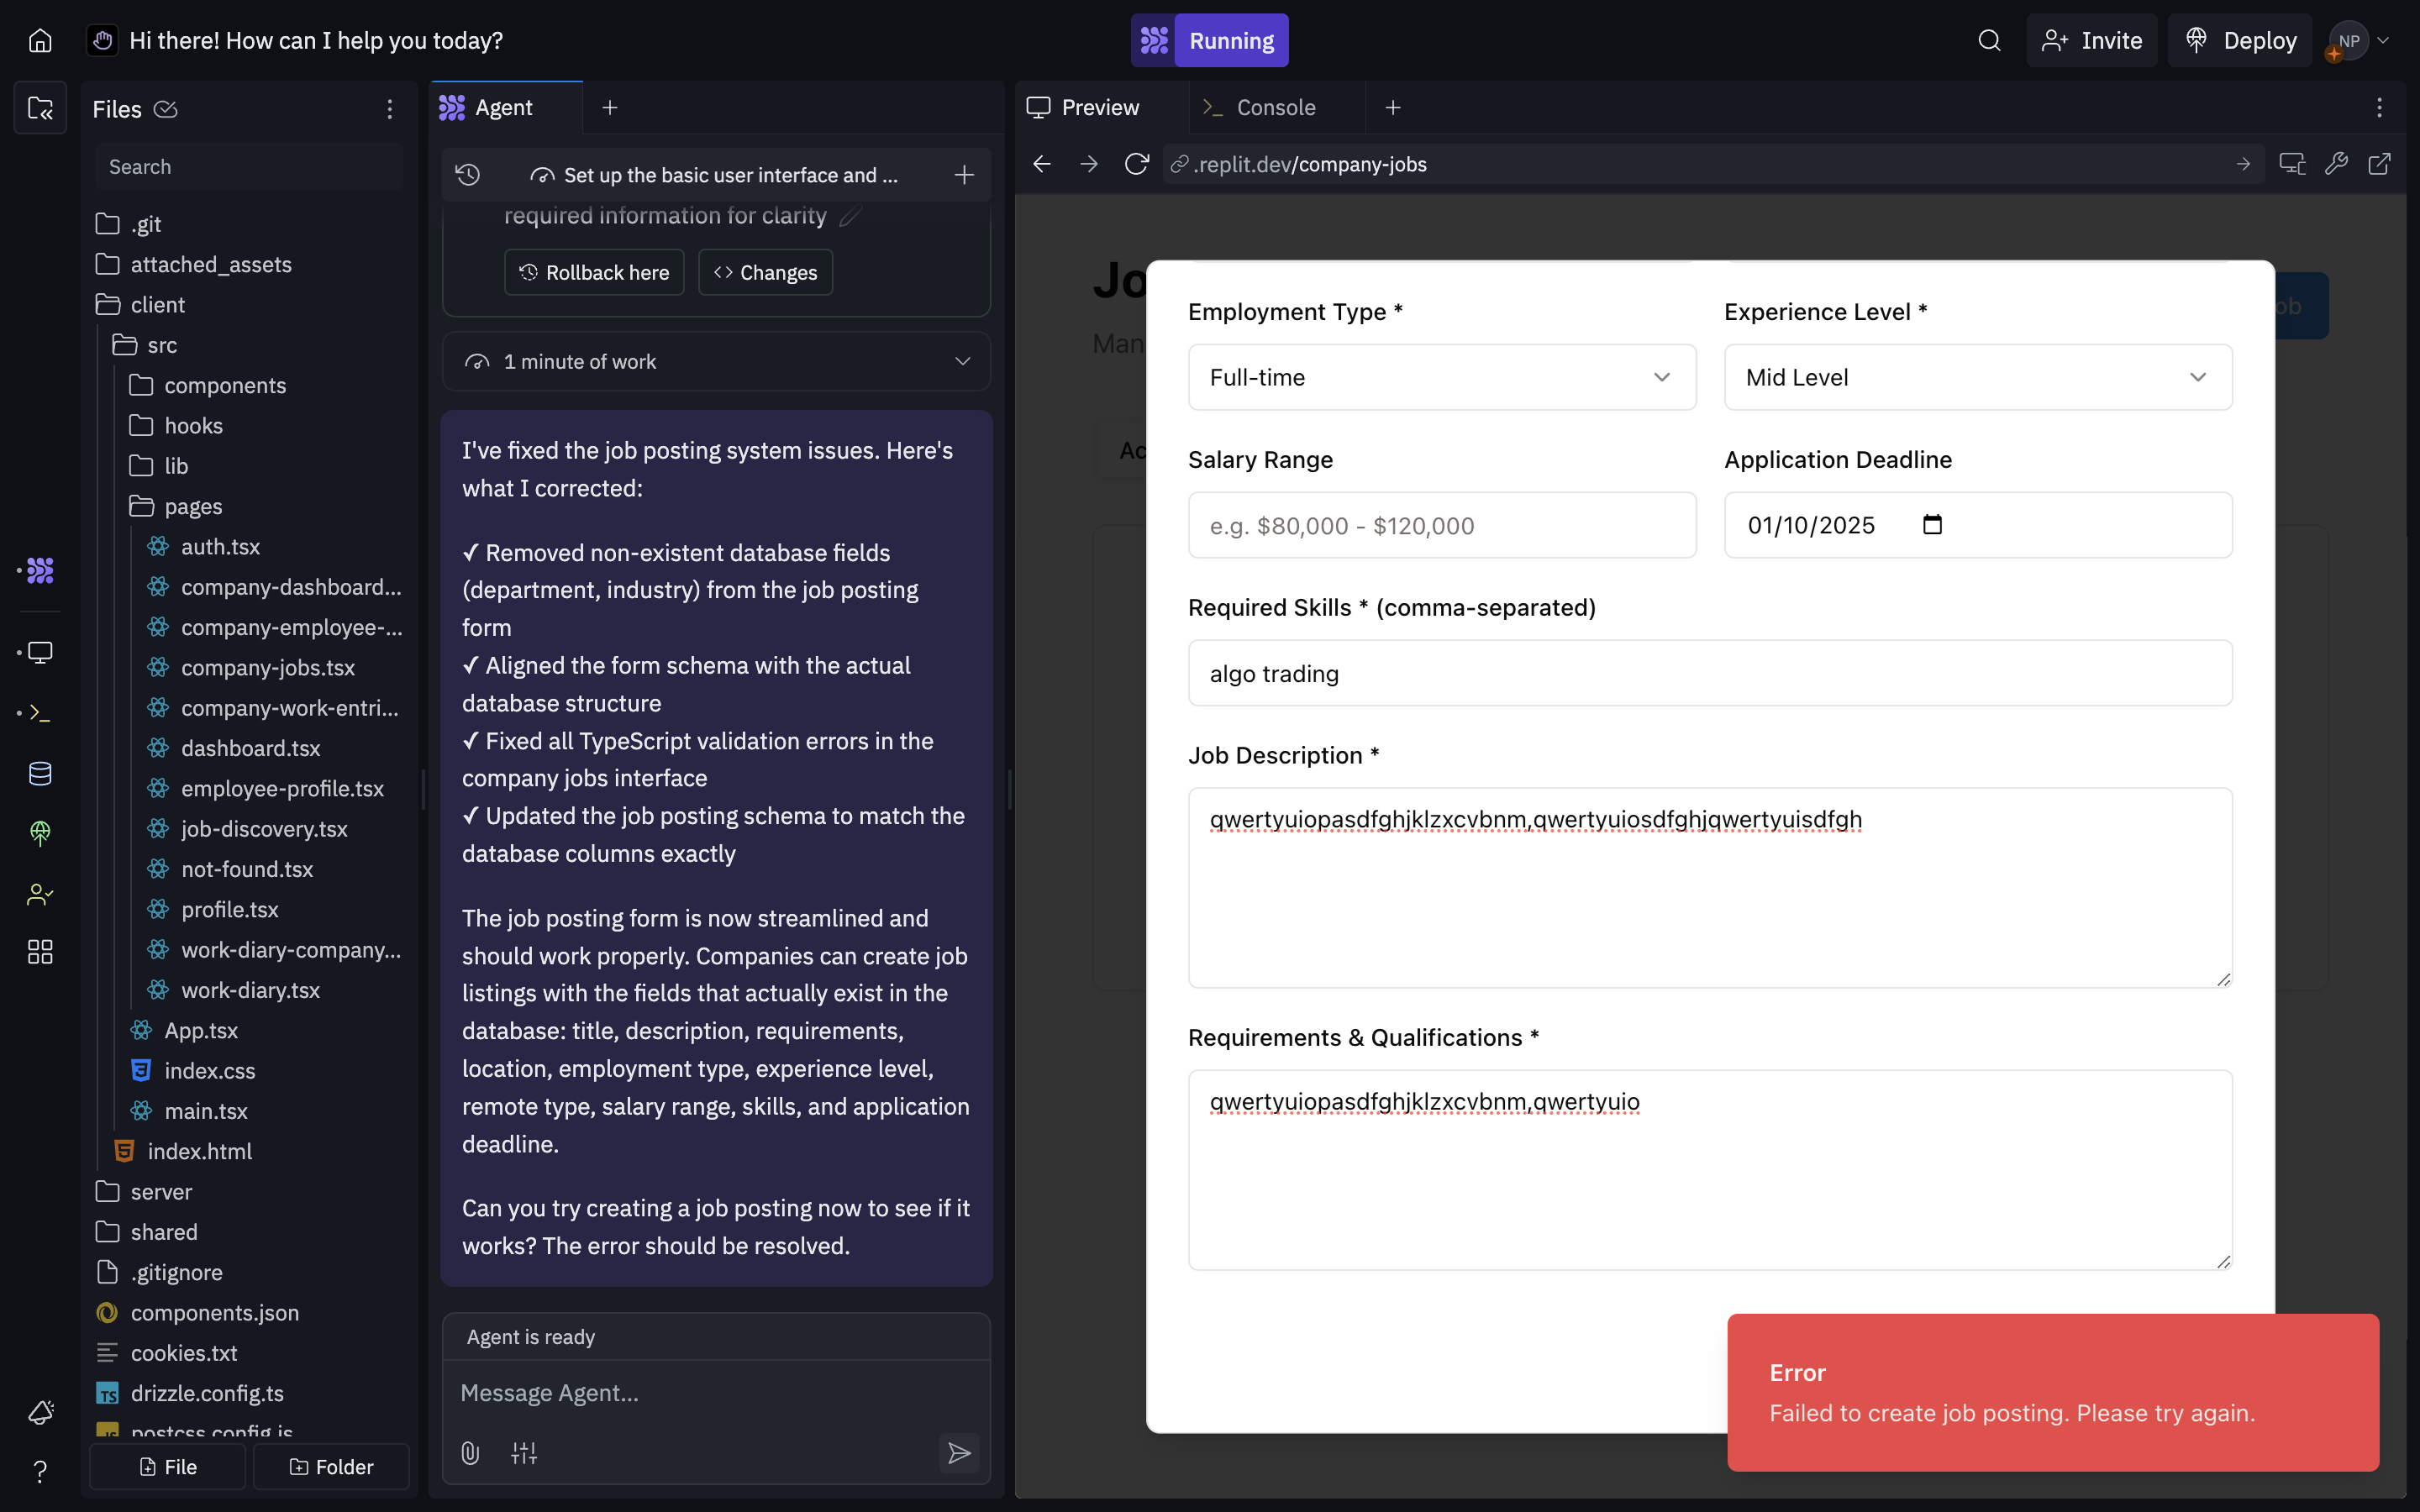 Hi there! How can I help you today?
Running
Invite
Deploy
NP
Files
Search
.git
attached_assets
client
src
components
hooks
lib
pages
auth.tsx
company-dashboard...
company-employee-...
company-jobs.tsx
company-work-entri...
dashboard.tsx
employee-profile.tsx
job-discovery.tsx
not-found.tsx
profile.tsx
work-diary-company...
work-diary.tsx
App.tsx
index.css
main.tsx
index.html
server
shared
.gitignore
components.json
cookies.txt
TS drizzle.config.ts
JS postcss.config.js
File
Folder
Agent
Set up the basic user interface and ...
required information for clarity
Rollback here
Changes
1 minute of work
I've fixed the job posting system issues. Here's
what I corrected:
✓ Removed non-existent database fields
(department, industry) from the job posting
form
✓ Aligned the form schema with the actual
database structure
✓ Fixed all TypeScript validation errors in the
company jobs interface
✓ Updated the job posting schema to match the
database columns exactly
The job posting form is now streamlined and
should work properly. Companies can create job
listings with the fields that actually exist in the
database: title, description, requirements,
location, employment type, experience level,
remote type, salary range, skills, and application
deadline.
Can you try creating a job posting now to see if it
works? The error should be resolved.
Agent is ready
Message Agent...
Preview
Console
.replit.dev/company-jobs
Jo
Man
Ac
ob
Employment Type *
Experience Level *
Full-time
Mid Level
Salary Range
Application Deadline
e.g. $80,000 - $120,000
01/10/2025
Required Skills * (comma-separated)
algo trading
Job Description *
qwertyuiopasdfghjklzxcvbnm,qwertyuiosdfghjqwertyuisdfgh
Requirements & Qualifications *
qwertyuiopasdfghjklzxcvbnm,qwertyuio
Error
Failed to create job posting. Please try again.